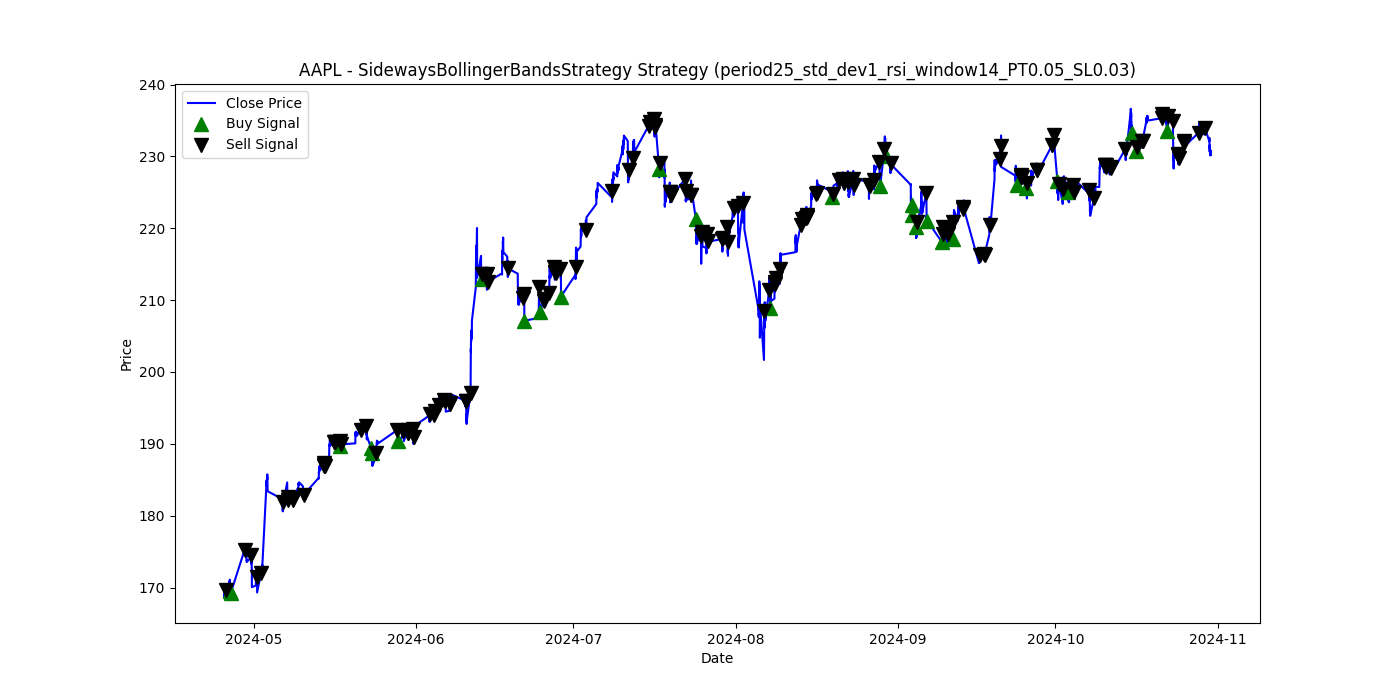 AAPL - SidewaysBollingerBandsStrategy Strategy (period25_std_dev1_rsi_window14_PT0.05_SL0.03)
Close Price
Buy Signal
Sell Signal
Price
240
230
220
210
200
190
180
170
2024-05 2024-06 2024-07 2024-08 2024-09 2024-10 2024-11
Date